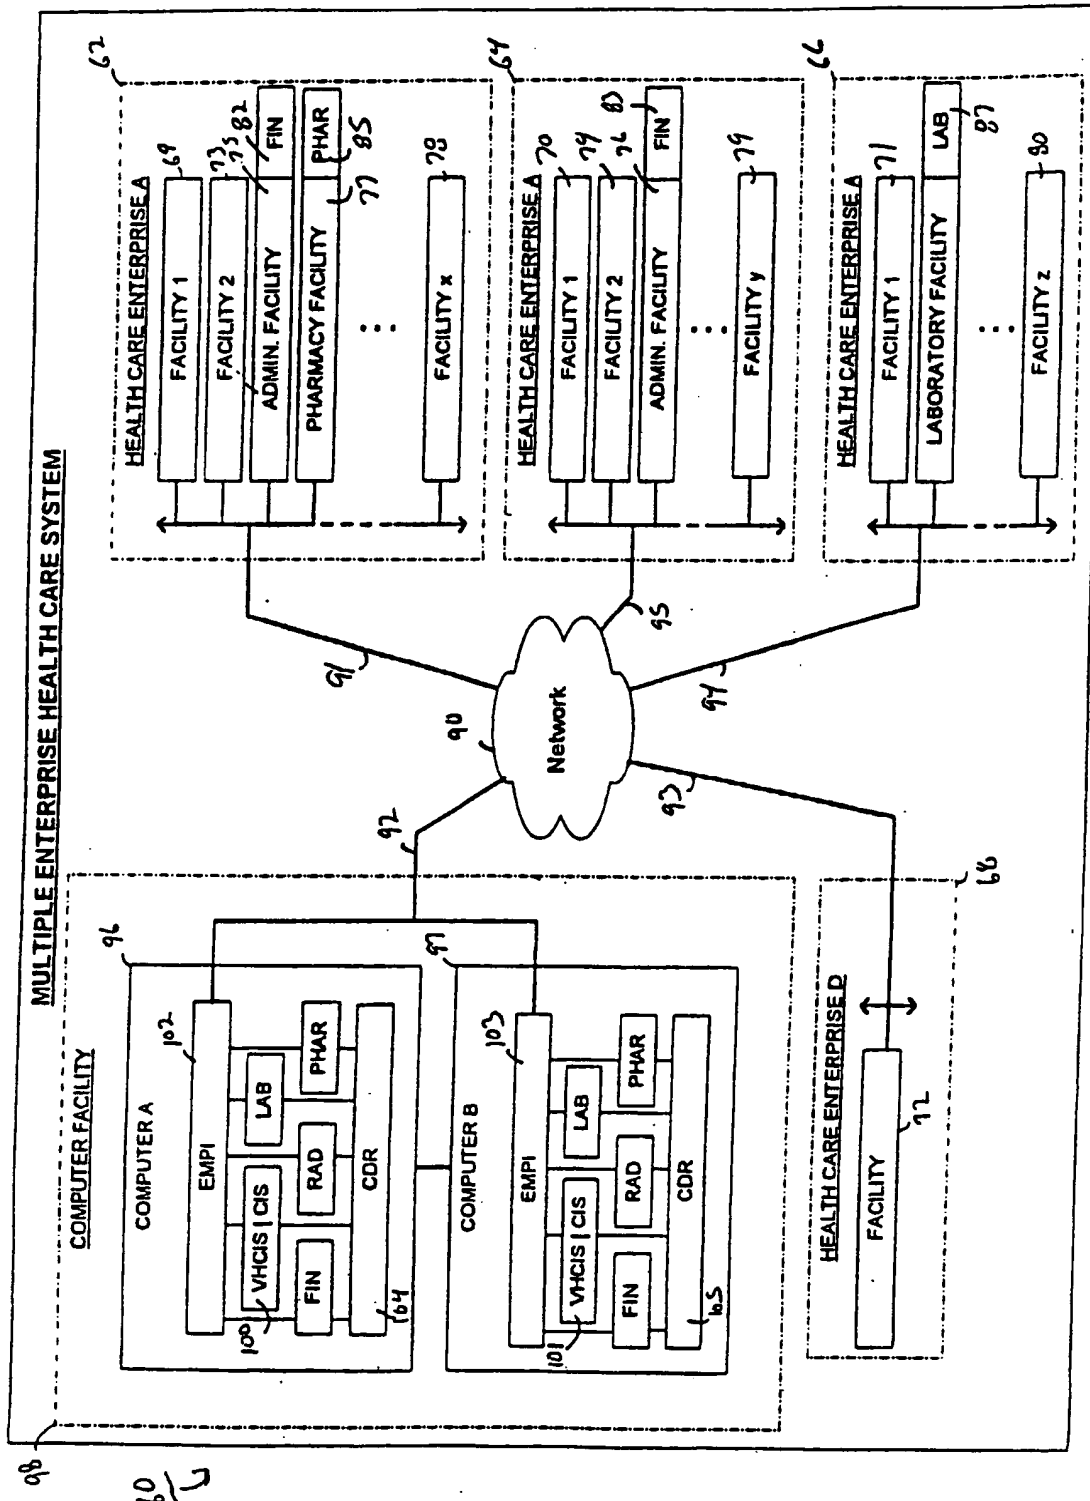 MULTIPLE ENTERPRISE HEALTH CARE SYSTEM
60
98
COMPUTER FACILITY
COMPUTER A
96
EMPI
102
VHCIS | CIS
100
LAB
FIN
RAD
PHAR
CDR
104
COMPUTER B
97
EMPI
103
VHCIS | CIS
101
LAB
FIN
RAD
PHAR
CDR
105
HEALTH CARE ENTERPRISE D
68
FACILITY
72
Network
90
91
92
93
94
95
HEALTH CARE ENTERPRISE A
62
FACILITY 1
69
FACILITY 2
73
75
ADMIN. FACILITY
FIN
82
PHARMACY FACILITY
PHAR
85
77
FACILITY x
78
HEALTH CARE ENTERPRISE A
64
FACILITY 1
70
FACILITY 2
74
76
ADMIN. FACILITY
FIN
83
FACILITY y
79
HEALTH CARE ENTERPRISE A
66
FACILITY 1
71
LABORATORY FACILITY
LAB
87
FACILITY z
80